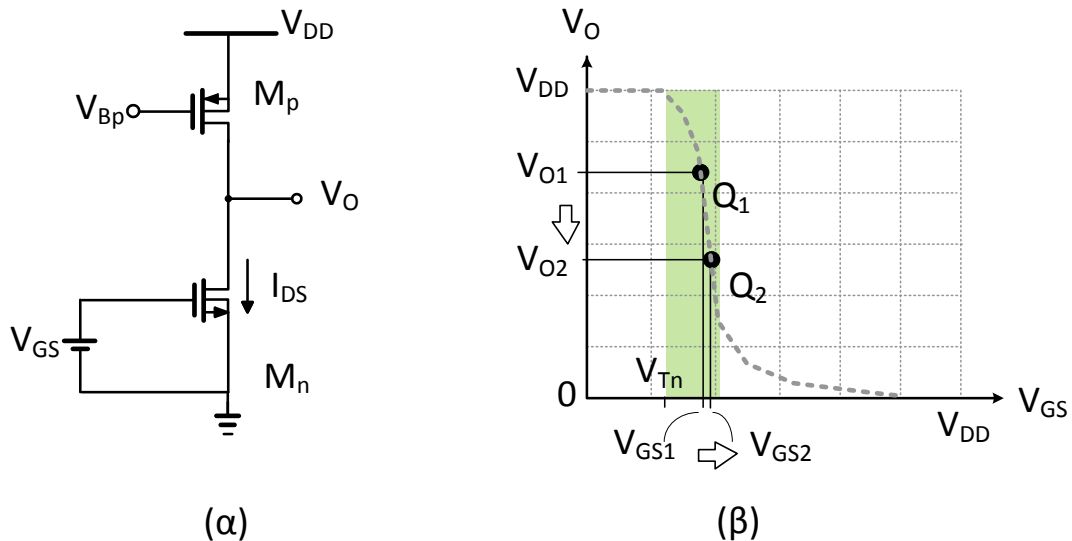 V_DD
V_Bp
M_p
V_O
I_DS
V_GS
M_n
(α)
V_O
V_DD
V_O1
Q_1
V_O2
Q_2
V_Tn
0
V_GS
V_DD
V_GS1
V_GS2
(β)